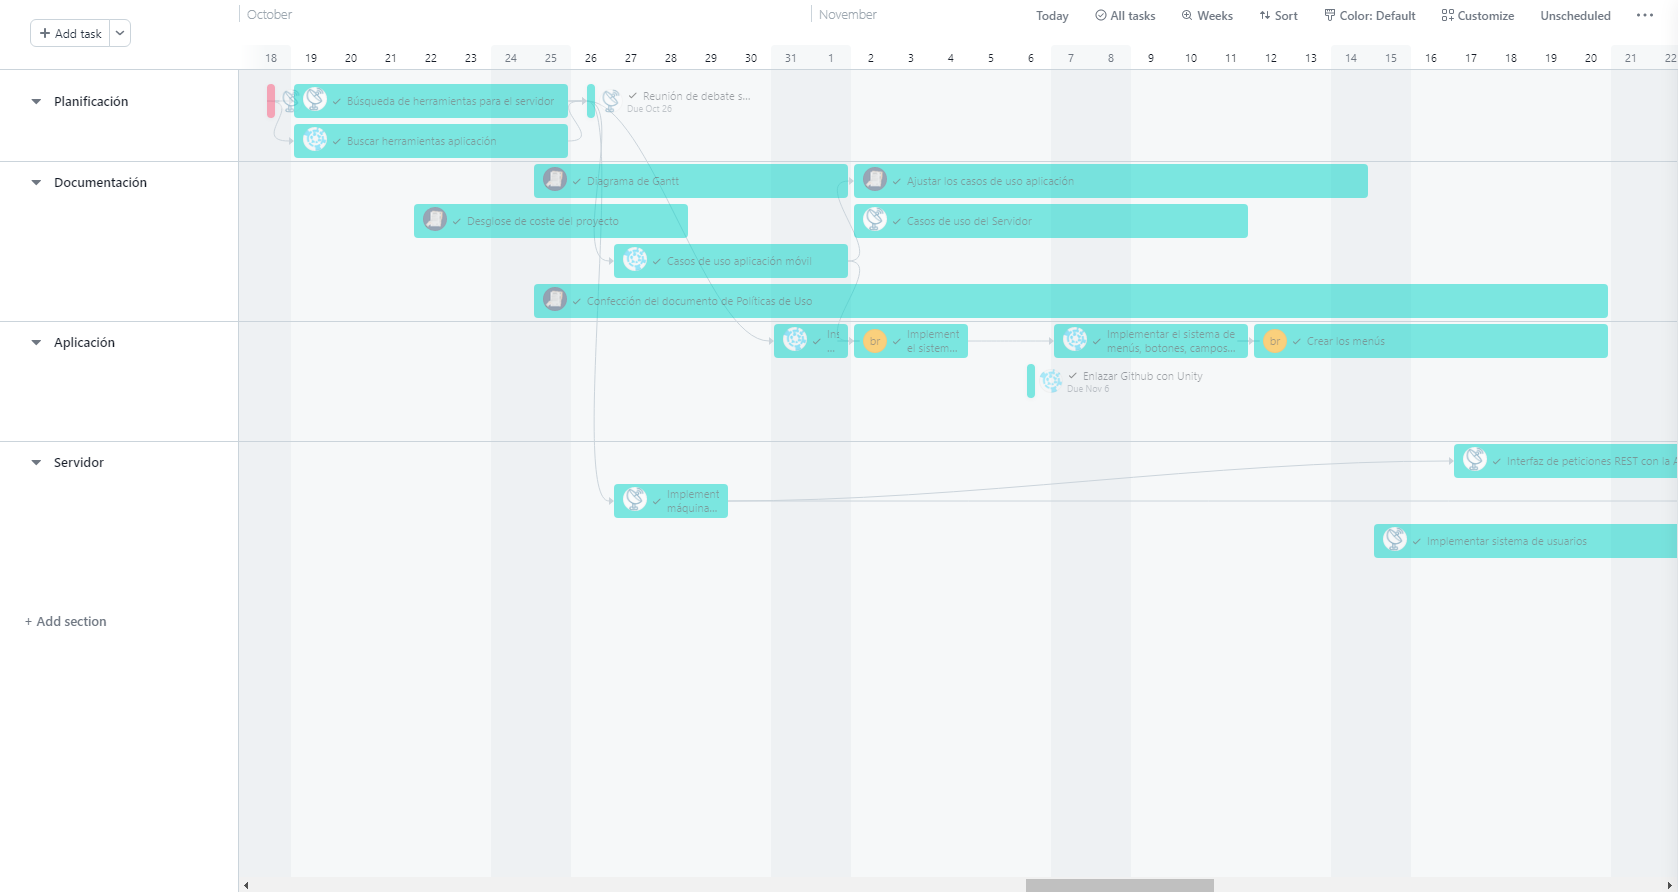 October
November
Today
All tasks
Weeks
Sort
Color: Default
Customize
Unscheduled
+ Add task
18 19 20 21 22 23 24 25 26 27 28 29 30 31 1 2 3 4 5 6 7 8 9 10 11 12 13 14 15 16 17 18 19 20 21 22
Planificación
Búsqueda de herramientas para el servidor
Reunión de debate s...
Due Oct 26
Buscar herramientas aplicación
Documentación
Diagrama de Gantt
Ajustar los casos de uso aplicación
Desglose de coste del proyecto
Casos de uso del Servidor
Casos de uso aplicación móvil
Confección del documento de Políticas de Uso
Aplicación
...
br
Implement
el sistem...
Implementar el sistema de
menús, botones, campos...
br
Crear los menús
Enlazar Github con Unity
Due Nov 6
Servidor
Interfaz de peticiones REST con la
Implement
máquina...
Implementar sistema de usuarios
+ Add section